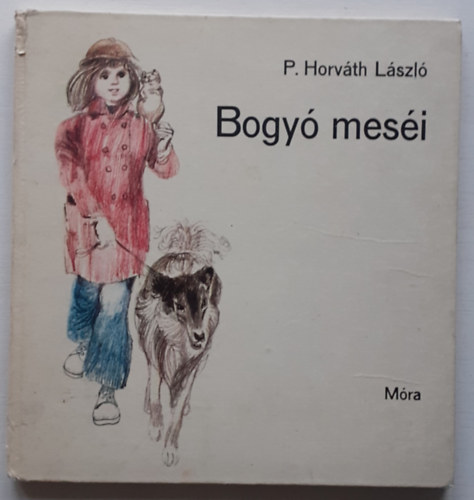 P. Horváth László
Bogyó meséi
Móra